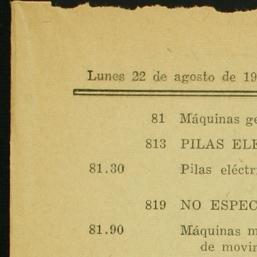 Lunes 22 de agosto de 19
81 Máquinas ge
813 PILAS ELE
81.30 Pilas eléctri
819 NO ESPEC
81.90 Máquinas m
de movin